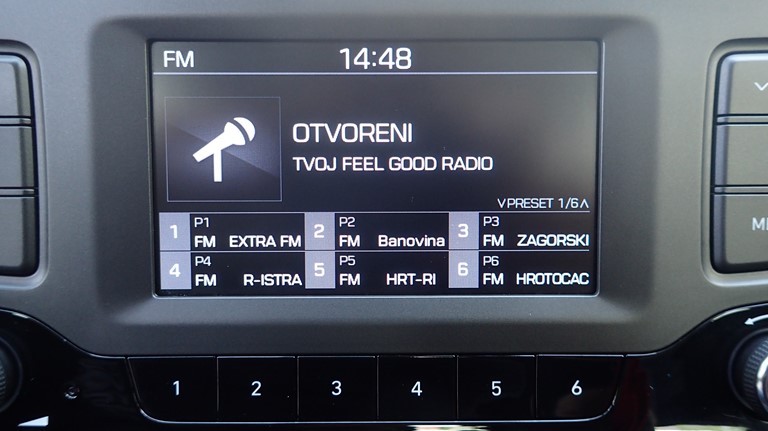 FM 14:48
OTVORENI
TVOJ FEEL GOOD RADIO
V PRESET 1/6 Λ
1 P1 FM EXTRA FM 2 P2 FM Banovina 3 P3 FM ZAGORSKI
4 P4 FM R-ISTRA 5 P5 FM HRT-RI 6 P6 FM HROTOCAC
1 2 3 4 5 6